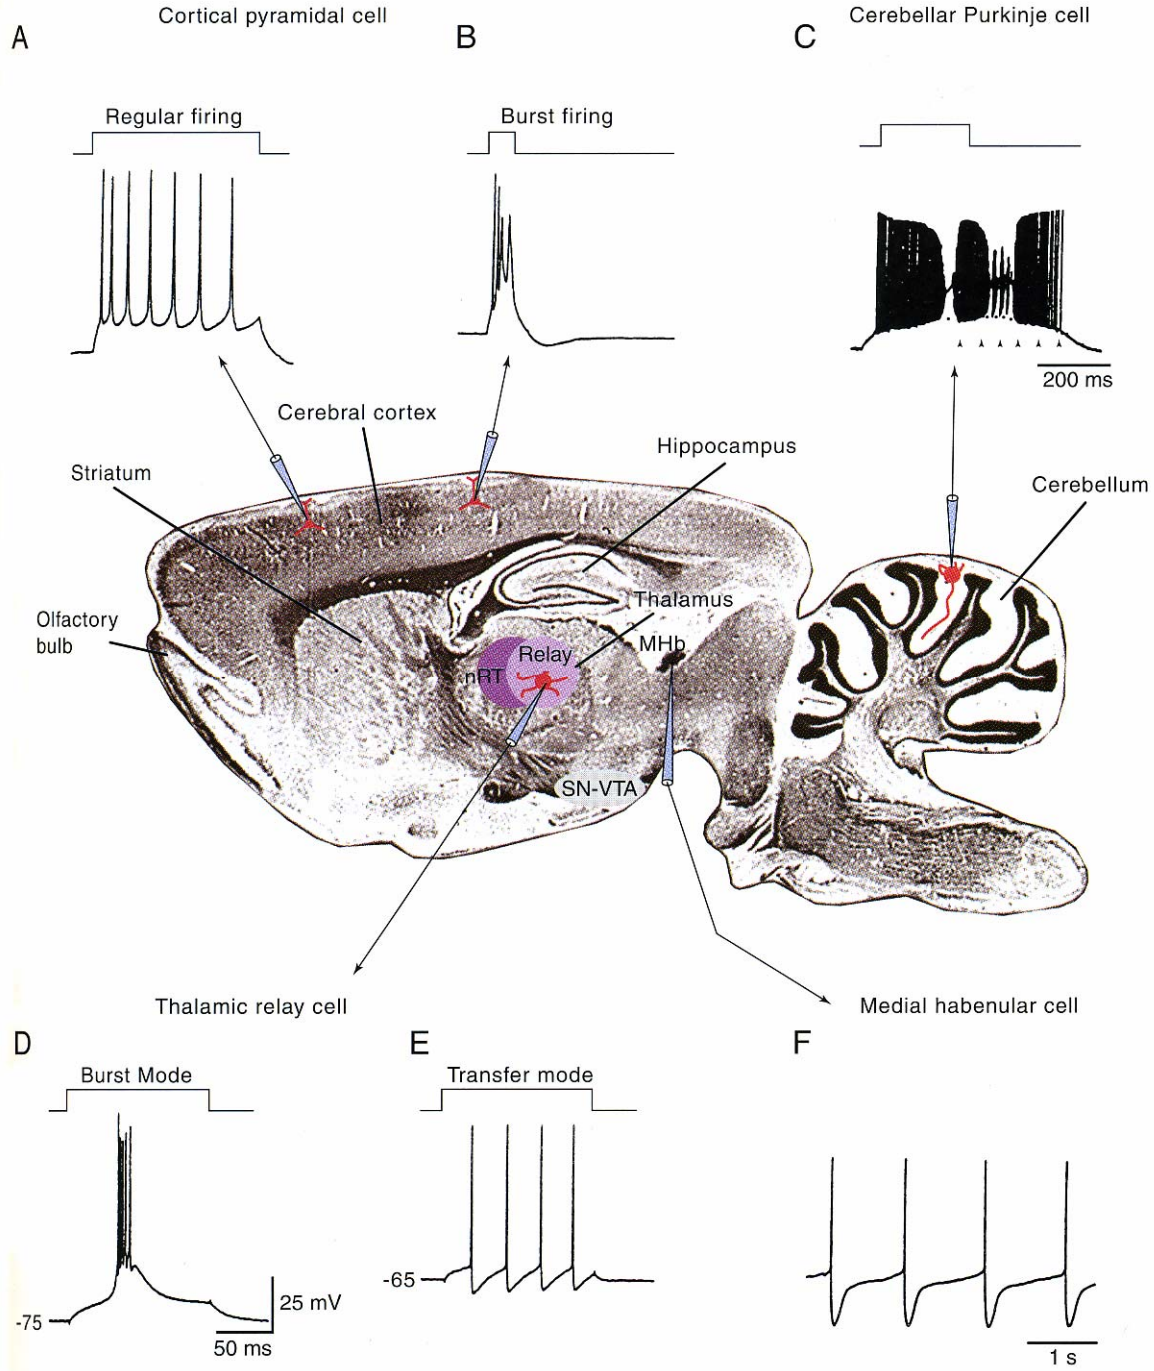 Cortical pyramidal cell
Cerebellar Purkinje cell
A
B
C
Regular firing
Burst firing
200 ms
Cerebral cortex
Striatum
Hippocampus
Cerebellum
Olfactory
bulb
Thalamus
MHb
Relay
nRT
SN-VTA
Thalamic relay cell
Medial habenular cell
D
E
F
Burst Mode
Transfer mode
-65
-75
25 mV
50 ms
1 s